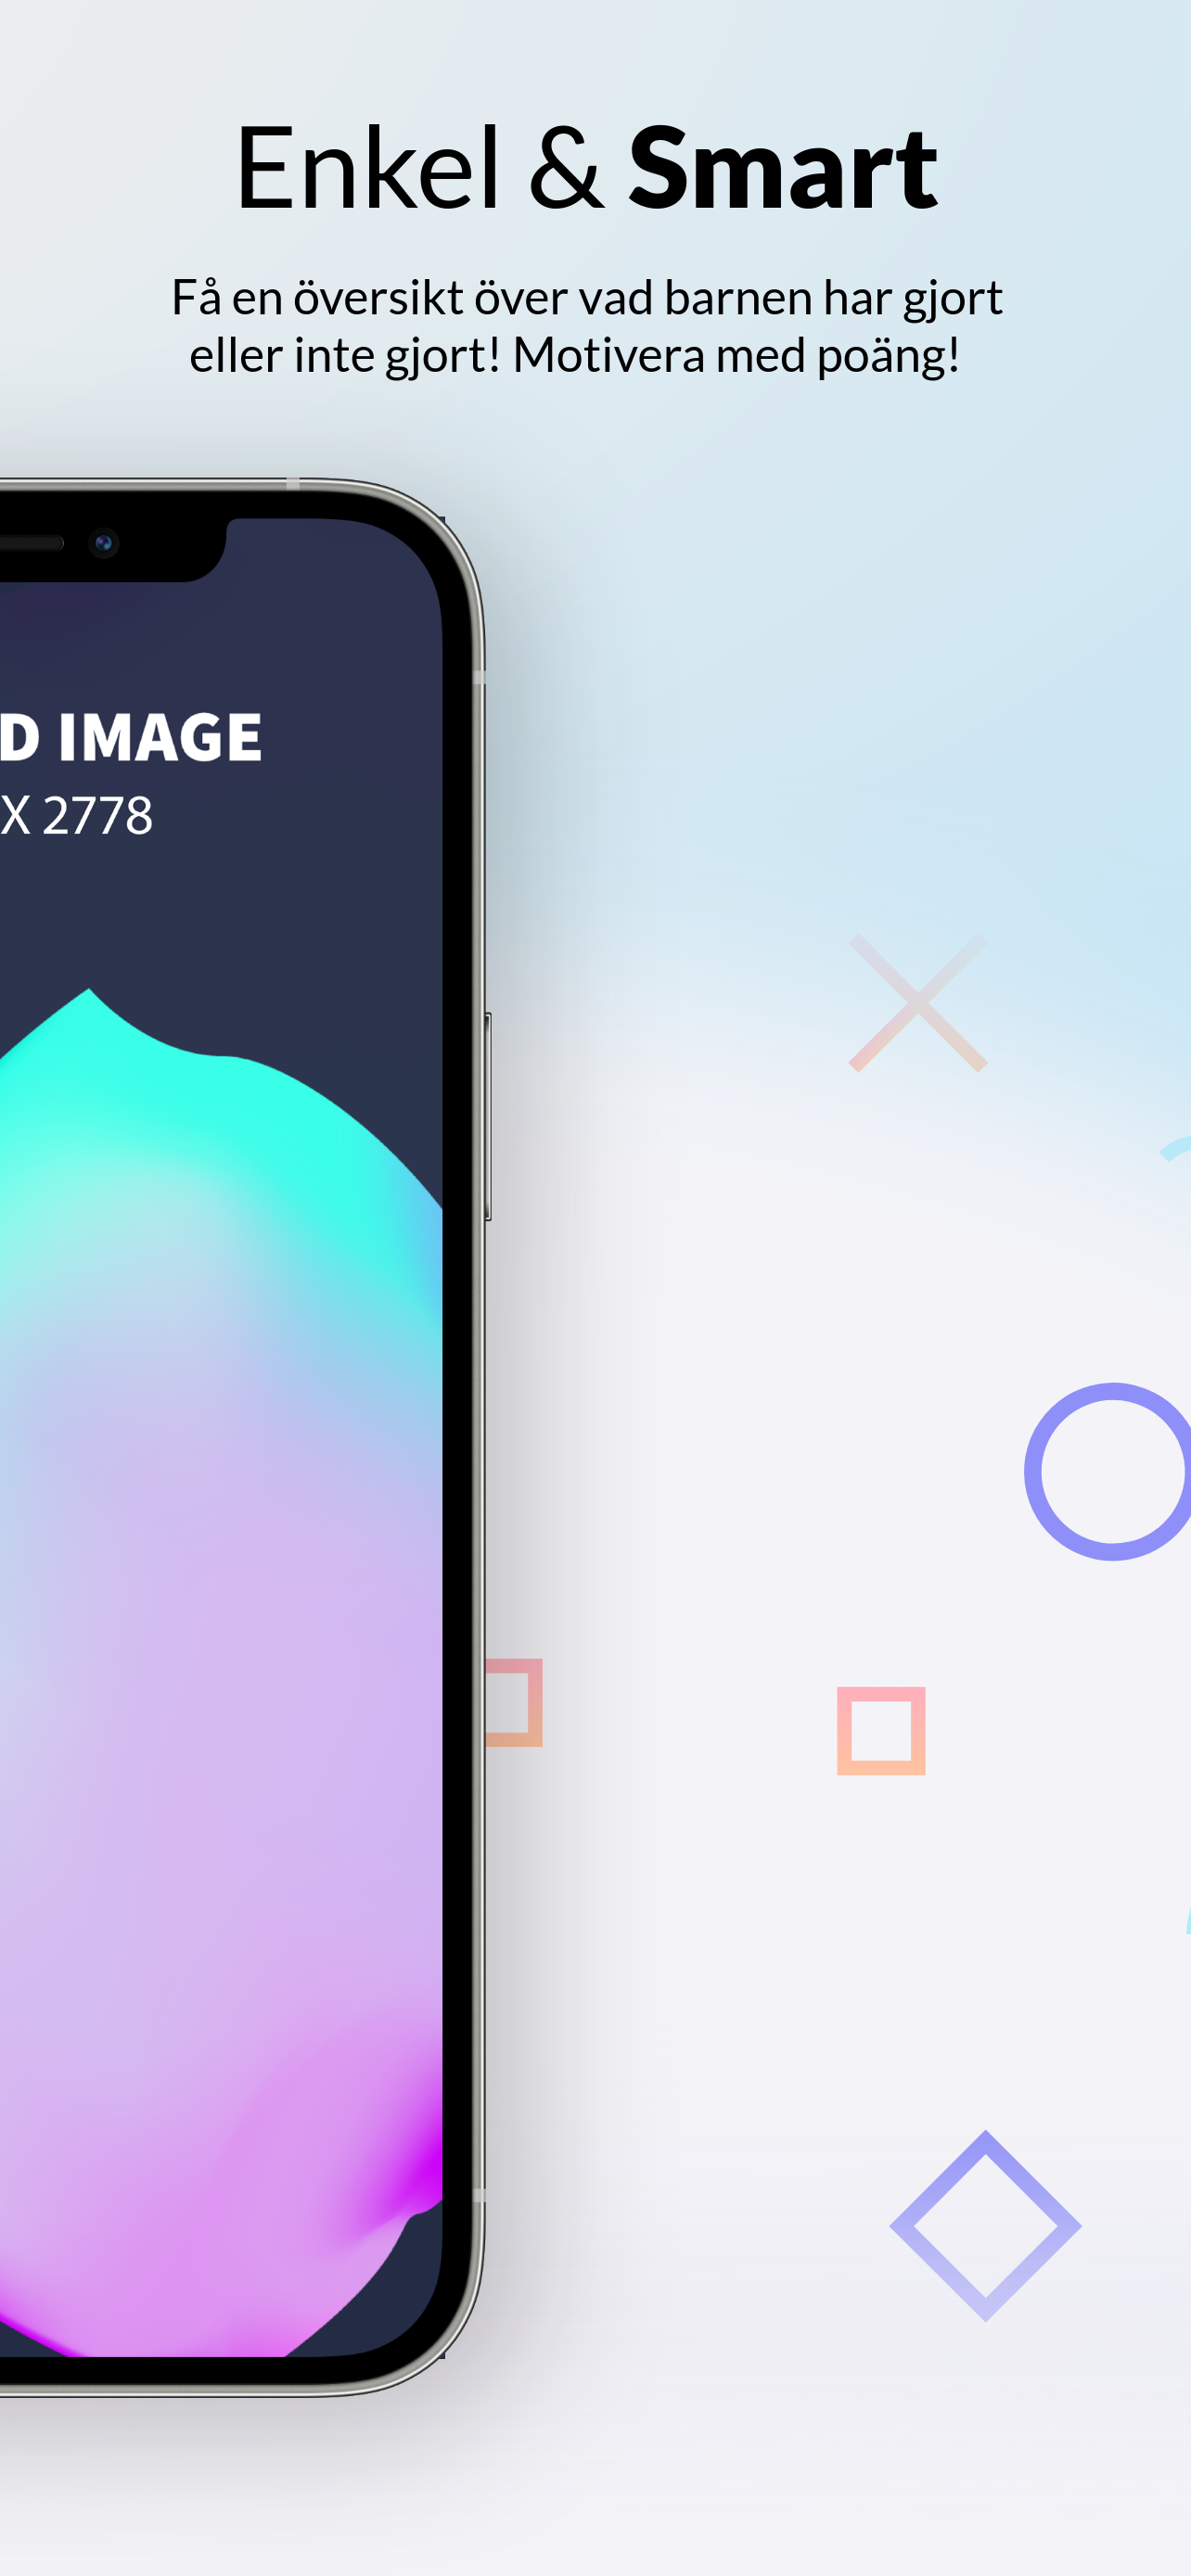 Enkel & Smart
Få en översikt över vad barnen har gjort
eller inte gjort! Motivera med poäng!
D IMAGE
X 2778